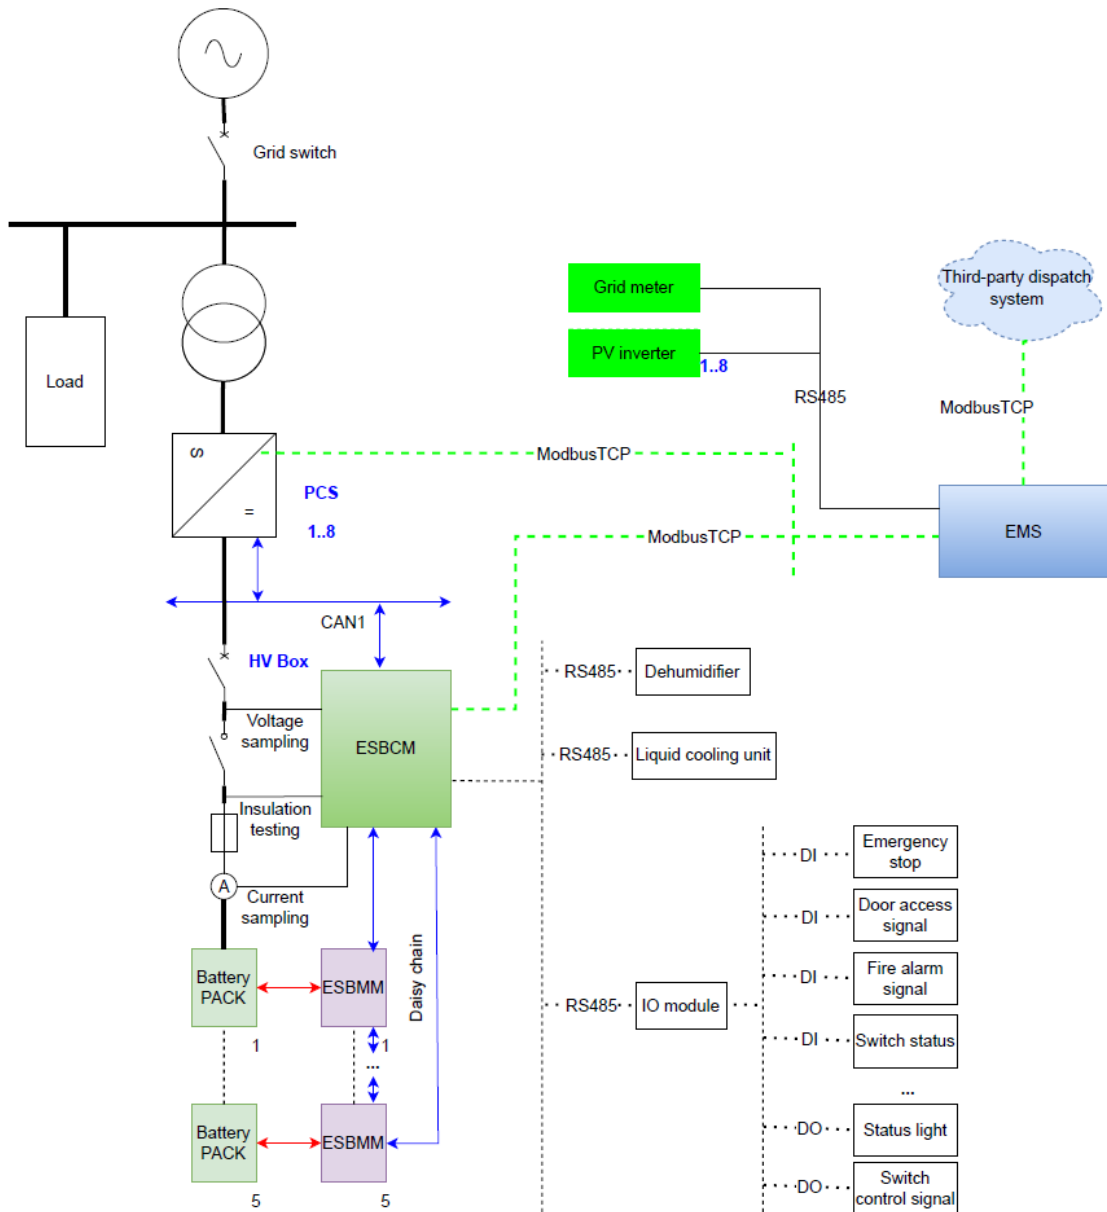 Grid switch
Load
Grid meter
PV inverter
1..8
RS485
Third-party dispatch
system
ModbusTCP
EMS
ModbusTCP
ModbusTCP
S
=
PCS
1..8
CAN1
HV Box
Voltage
sampling
ESBCM
Insulation
testing
A
Current
sampling
Daisy chain
Battery
PACK
1
ESBMM
1
...
Battery
PACK
5
ESBMM
5
RS485
Dehumidifier
RS485
Liquid cooling unit
RS485
IO module
DI
Emergency
stop
DI
Door access
signal
DI
Fire alarm
signal
DI
Switch status
...
DO
Status light
DO
Switch
control signal